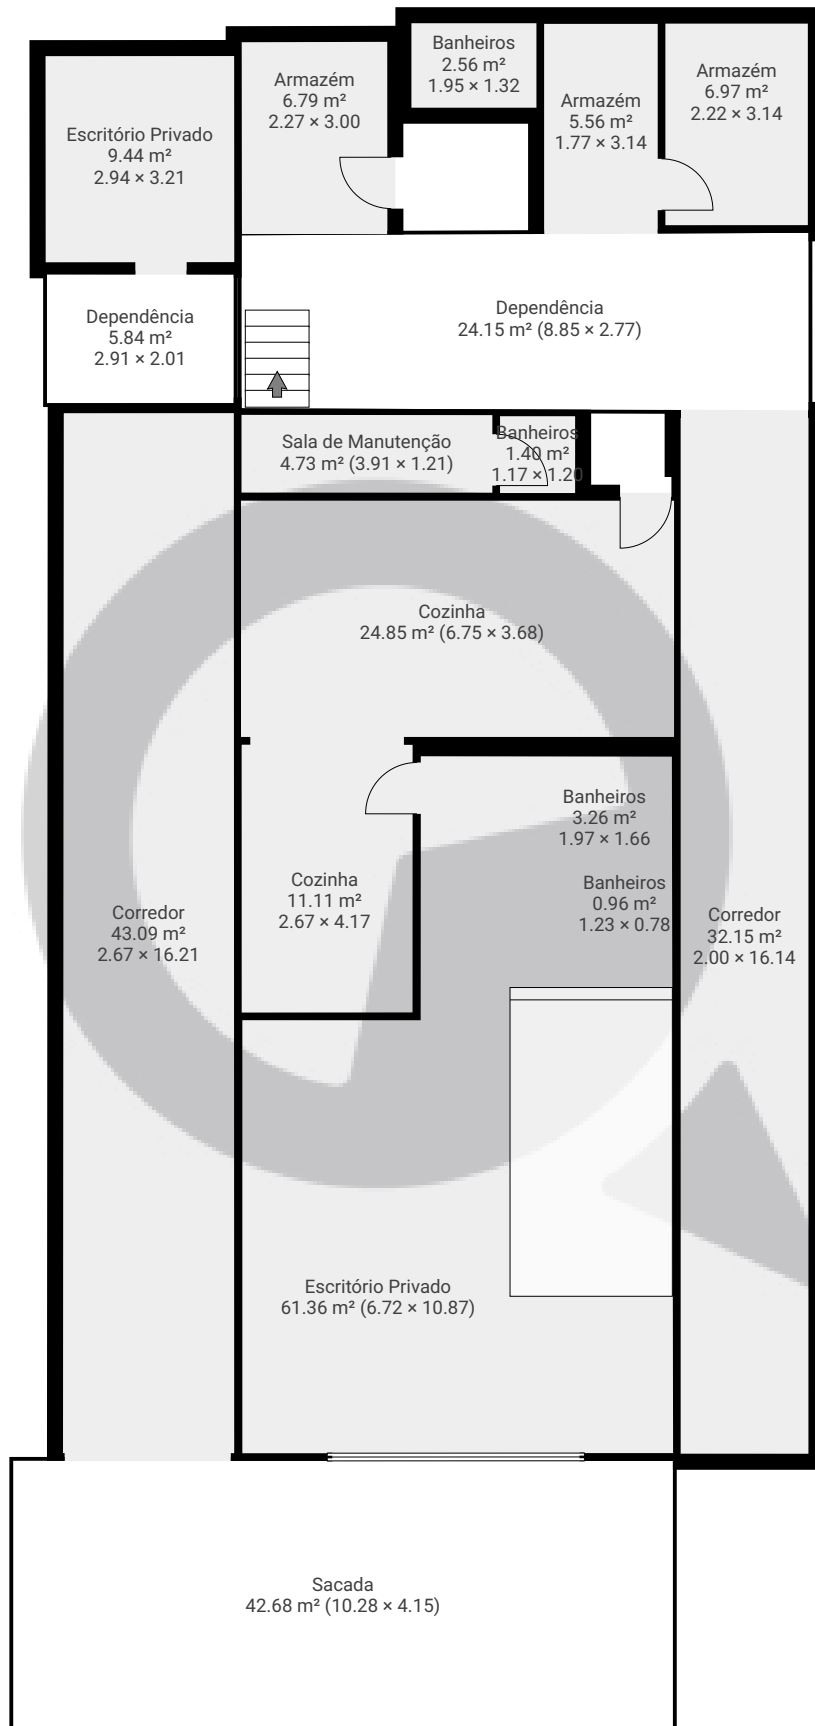 Banheiros
2.56 m²
1.95 × 1.32
Armazém
6.79 m²
2.27 × 3.00
Armazém
5.56 m²
1.77 × 3.14
Armazém
6.97 m²
2.22 × 3.14
Escritório Privado
9.44 m²
2.94 × 3.21
Dependência
5.84 m²
2.91 × 2.01
Dependência
24.15 m² (8.85 × 2.77)
Sala de Manutenção
4.73 m² (3.91 × 1.21)
Banheiros
1.40 m²
1.17 × 1.20
Cozinha
24.85 m² (6.75 × 3.68)
Banheiros
3.26 m²
1.97 × 1.66
Cozinha
11.11 m²
2.67 × 4.17
Banheiros
0.96 m²
1.23 × 0.78
Corredor
43.09 m²
2.67 × 16.21
Corredor
32.15 m²
2.00 × 16.14
Escritório Privado
61.36 m² (6.72 × 10.87)
Sacada
42.68 m² (10.28 × 4.15)